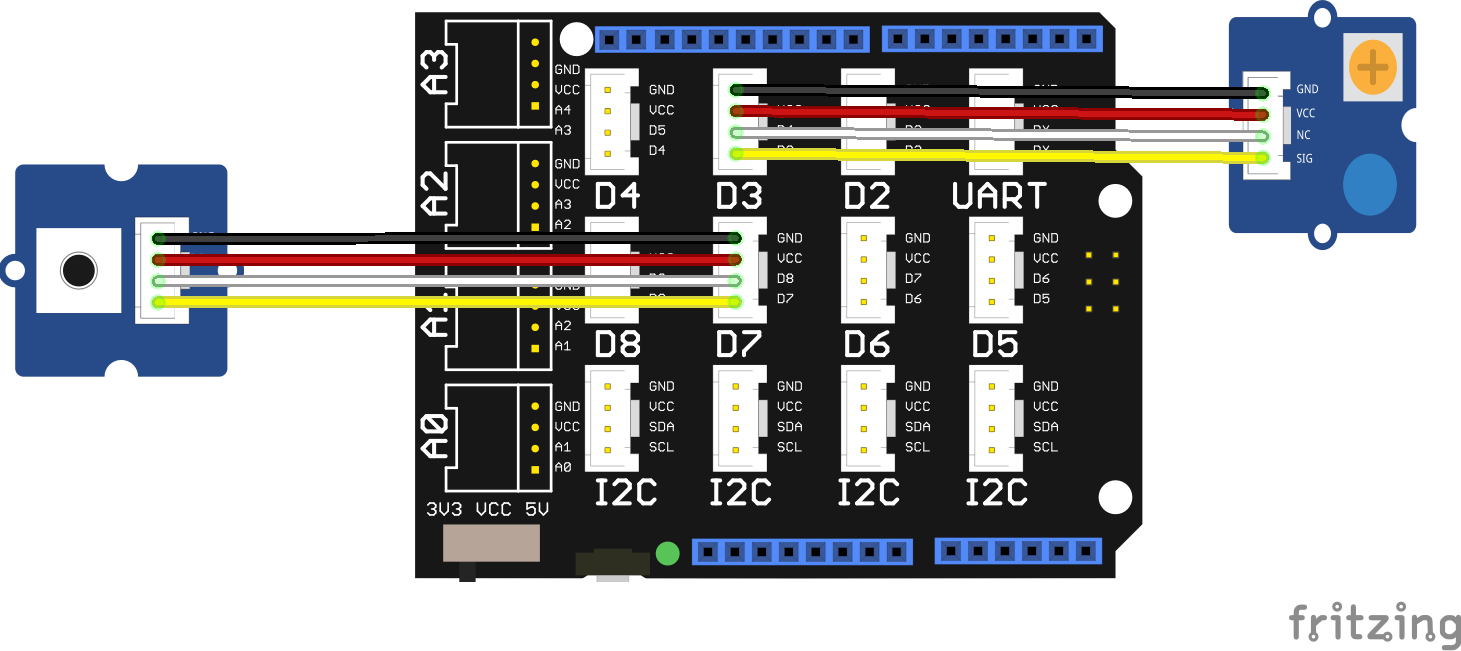 A3
GND
VCC
A4
A3
A2
GND
VCC
A3
A2
A2
A1
A0
GND
VCC
A1
A0
3V3 VCC 5V
GND
VCC
D5
D4
D4 D3 D2 UART
GND
VCC
D8
D7
GND
VCC
D7
D6
GND
VCC
D6
D5
D8 D7 D6 D5
GND
VCC
SDA
SCL
GND
VCC
SDA
SCL
GND
VCC
SDA
SCL
GND
VCC
SDA
SCL
I2C I2C I2C I2C
GND
VCC
NC
SIG
fritzing